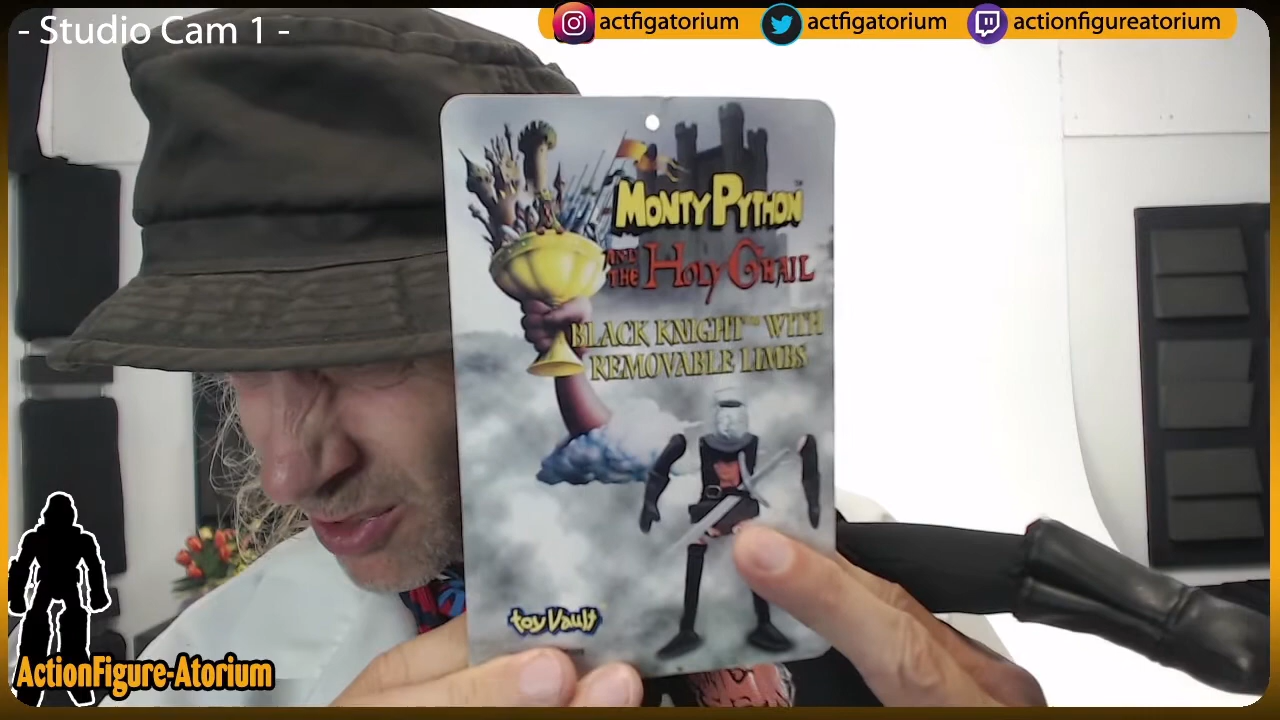 - Studio Cam 1 -
actfigatorium
actfigatorium
actionfigureatorium
MONTY PYTHON™
AND THE HOLY GRAIL
BLACK KNIGHT™ WITH
REMOVABLE LIMBS
toy Vault
ActionFigure-Atorium